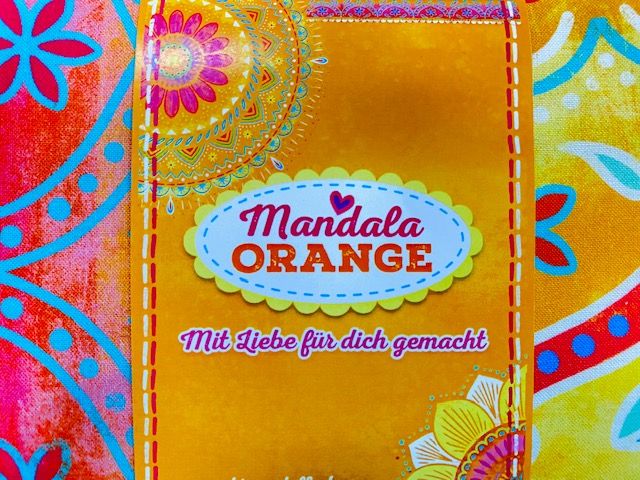 Mandala
ORANGE
Mit Liebe für dich gemacht